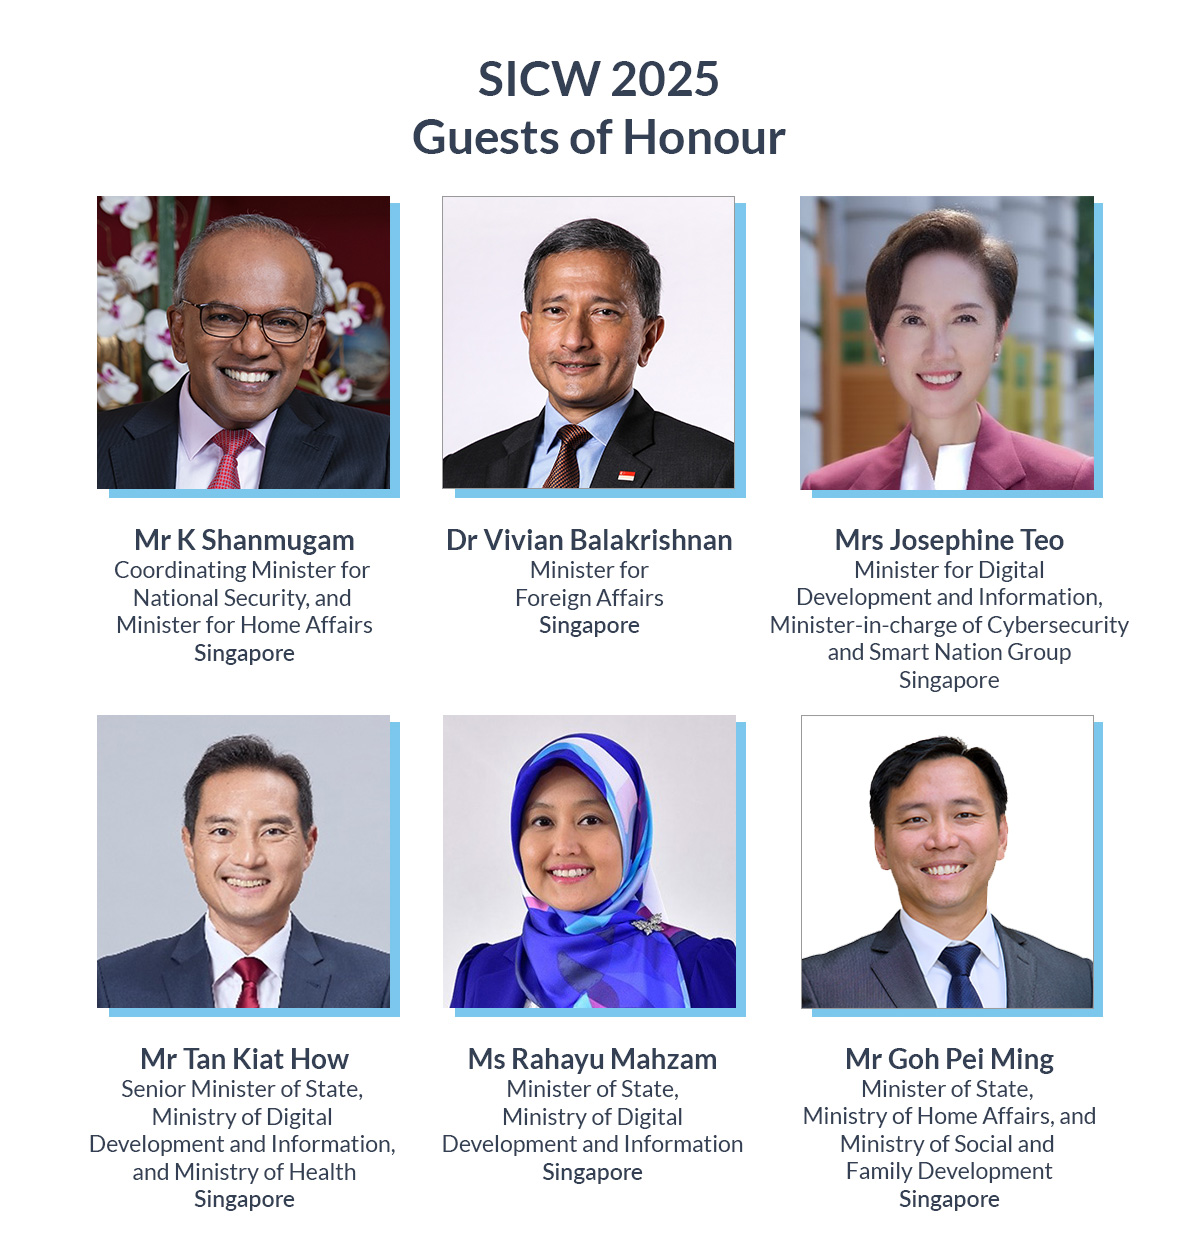 SICW 2025
Guests of Honour
Mr K Shanmugam
Coordinating Minister for
National Security, and
Minister for Home Affairs
Singapore
Dr Vivian Balakrishnan
Minister for
Foreign Affairs
Singapore
Mrs Josephine Teo
Minister for Digital
Development and Information,
Minister-in-charge of Cybersecurity
and Smart Nation Group
Singapore
Mr Tan Kiat How
Senior Minister of State,
Ministry of Digital
Development and Information,
and Ministry of Health
Singapore
Ms Rahayu Mahzam
Minister of State,
Ministry of Digital
Development and Information
Singapore
Mr Goh Pei Ming
Minister of State,
Ministry of Home Affairs, and
Ministry of Social and
Family Development
Singapore